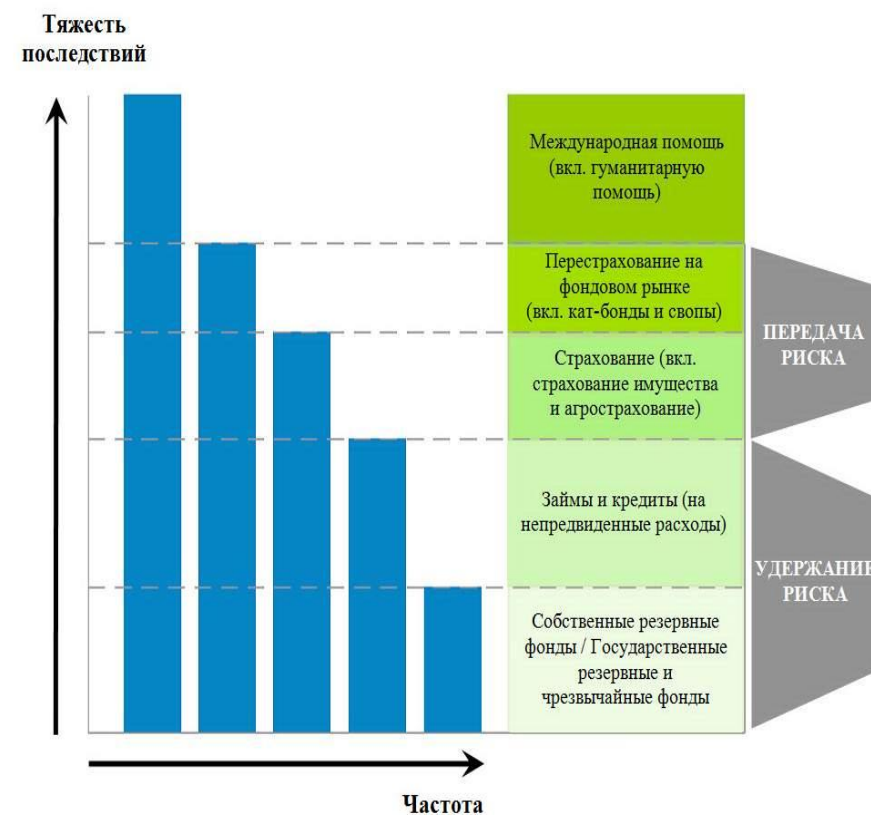 Тяжесть
последствий
Международная помощь
(вкл. гуманитарную
помощь)
Перестрахование на
фондовом рынке
(вкл. кат-бонды и свопы)
ПЕРЕДАЧА
РИСКА
Страхование (вкл.
страхование имущества
и агрострахование)
Займы и кредиты (на
непредвиденные расходы)
УДЕРЖАНИЕ
РИСКА
Собственные резервные
фонды / Государственные
резервные и
чрезвычайные фонды
Частота